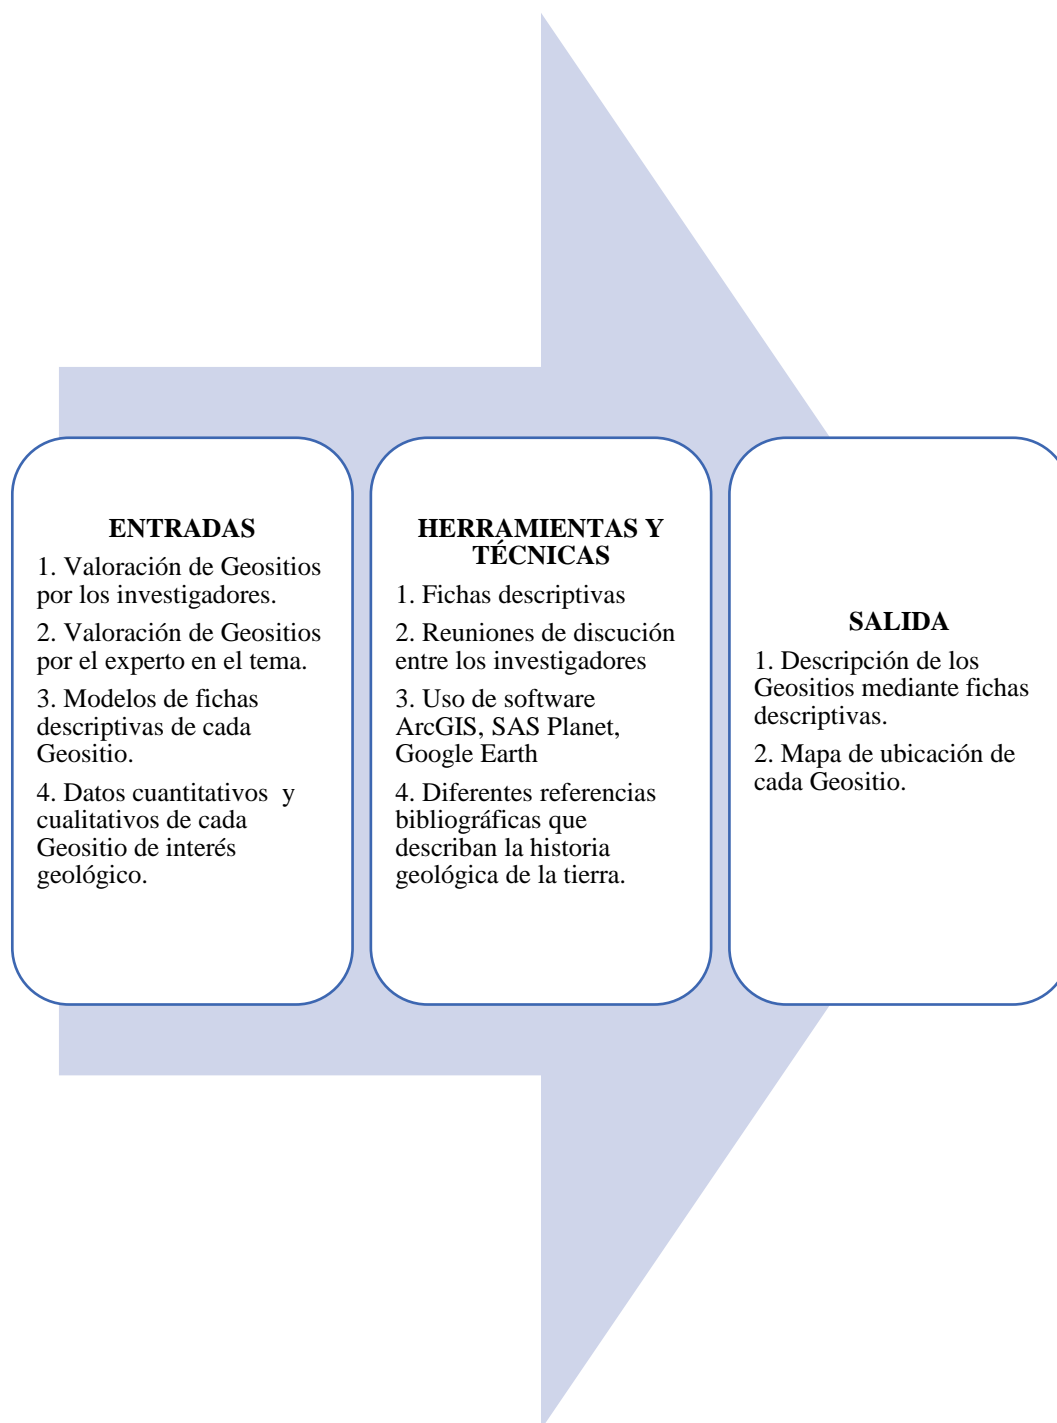 ENTRADAS
1. Valoración de Geositios
por los investigadores.
2. Valoración de Geositios
por el experto en el tema.
3. Modelos de fichas
descriptivas de cada
Geositio.
4. Datos cuantitativos  y
cualitativos de cada
Geositio de interés
geológico.
HERRAMIENTAS Y
TÉCNICAS
1. Fichas descriptivas
2. Reuniones de discución
entre los investigadores
3. Uso de software
ArcGIS, SAS Planet,
Google Earth
4. Diferentes referencias
bibliográficas que
describan la historia
geológica de la tierra.
SALIDA
1. Descripción de los
Geositios mediante fichas
descriptivas.
2. Mapa de ubicación de
cada Geositio.